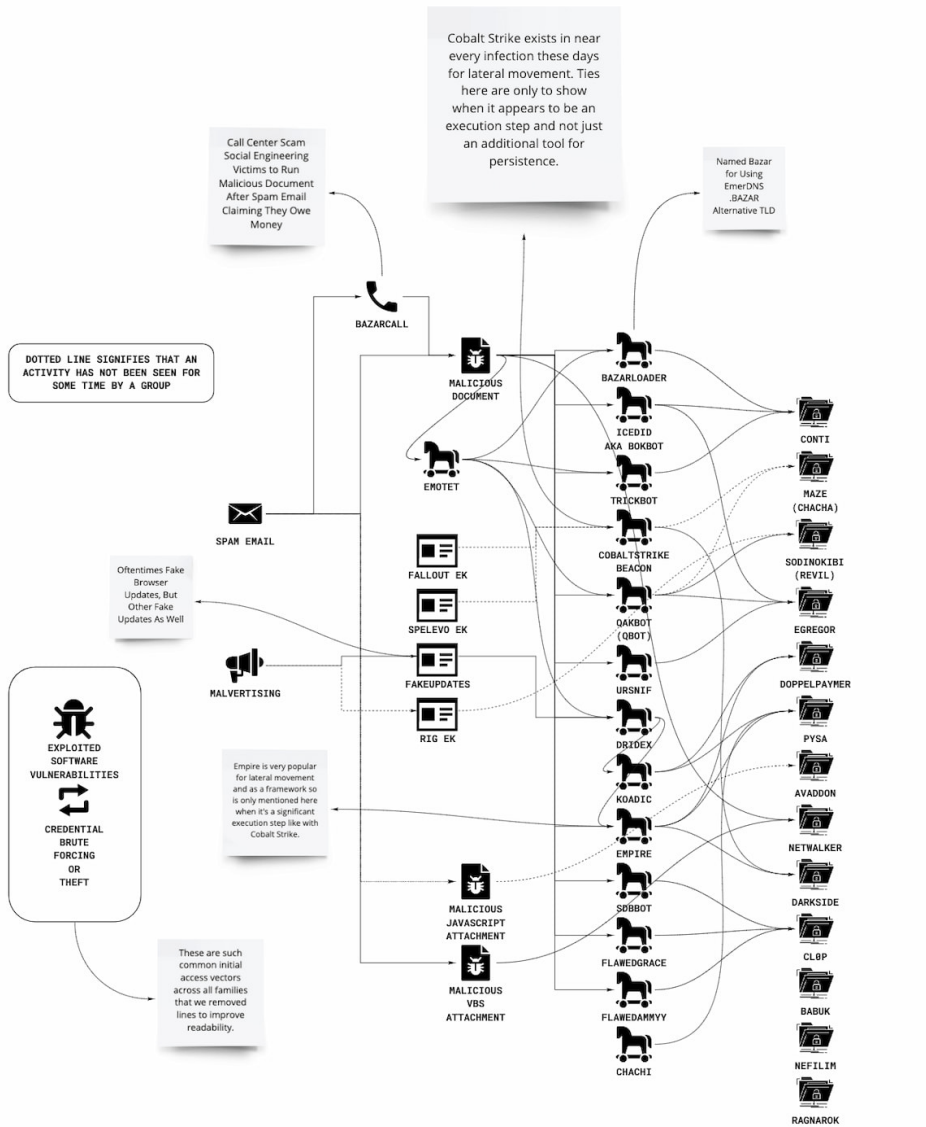 Cobalt Strike exists in near
every infection these days
for lateral movement. Ties
here are only to show
when it appears to be an
execution step and not just
an additional tool for
persistence.
Call Center Scam
Social Engineering
Victims to Run
Malicious Document
After Spam Email
Claiming They Owe
Money
Named Bazar
for Using
EmerDNS
.BAZAR
Alternative TLD
BAZARCALL
DOTTED LINE SIGNIFIES THAT AN
ACTIVITY HAS NOT BEEN SEEN FOR
SOME TIME BY A GROUP
MALICIOUS
DOCUMENT
BAZARLOADER
ICEDID
AKA BOKBOT
CONTI
EMOTET
TRICKBOT
MAZE
(CHACHA)
SPAM EMAIL
COBALTSTRIKE
BEACON
SODINOKIBI
(REVIL)
FALLOUT EK
Oftentimes Fake
Browser
Updates, But
Other Fake
Updates As Well
SPELEVO EK
QAKBOT
(QBOT)
EGREGOR
MALVERTISING
FAKEUPDATES
URSNIF
DOPPELPAYMER
RIG EK
DRIDEX
PYSA
EXPLOITED
SOFTWARE
VULNERABILITIES
CREDENTIAL
BRUTE
FORCING
OR
THEFT
Empire is very popular
for lateral movement
and as a framework so
is only mentioned here
when it's a significant
execution step like with
Cobalt Strike.
KOADIC
AVADDON
EMPIRE
NETWALKER
MALICIOUS
JAVASCRIPT
ATTACHMENT
SDBBOT
DARKSIDE
FLAWEDGRACE
CL0P
These are such
common initial
access vectors
across all families
that we removed
lines to improve
readability.
MALICIOUS
VBS
ATTACHMENT
FLAWEDAMMYY
BABUK
CHACHI
NEFILIM
RAGNAROK